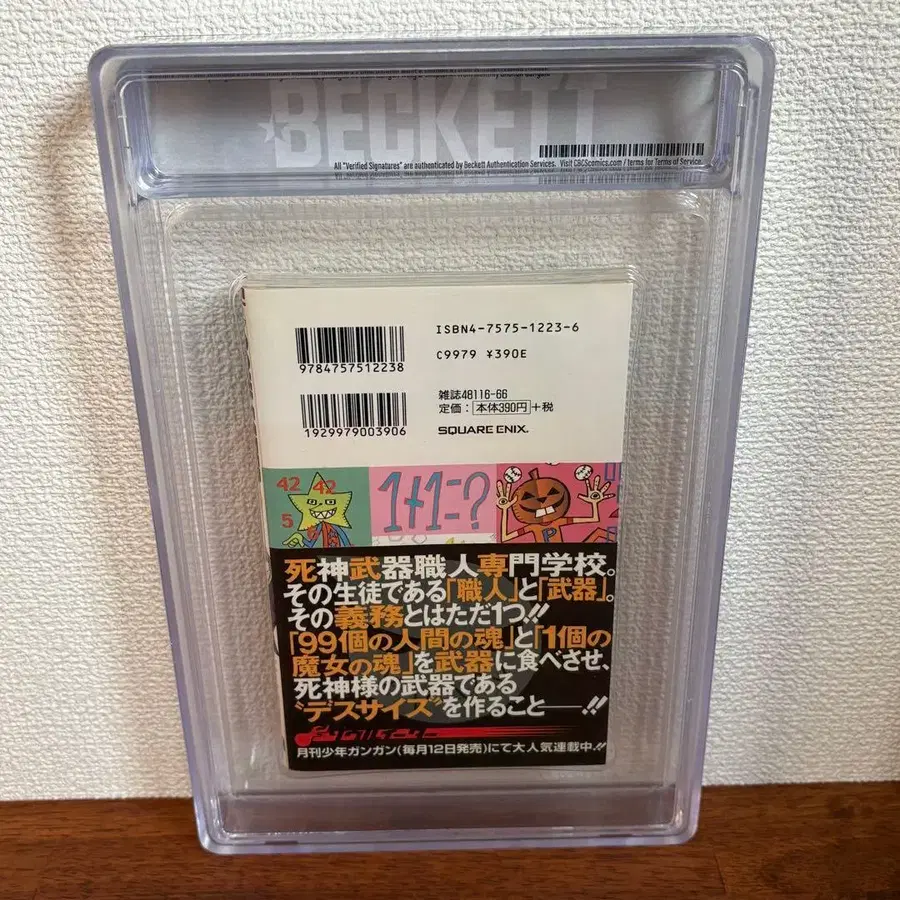 BECKETT
All "Verified Signatures" are authenticated by Beckett Authentication Services. Visit CBCScomics.com / terms for Terms of Service.
ISBN4-7575-1223-6
C9979 ¥390E
9784757512238
雑誌48116-66
定価：本体390円＋税
SQUARE ENIX.
1929979003906
42 42
5
1+1=?
P
死神武器職人専門学校。
その生徒である「職人」と「武器」。
その義務とはただ1つ!!
「99個の人間の魂」と「1個の
魔女の魂」を武器に食べさせ、
死神様の武器である
“デスサイズ”を作ること——!!
月刊少年ガンガン(毎月12日発売)にて大人気連載中!!